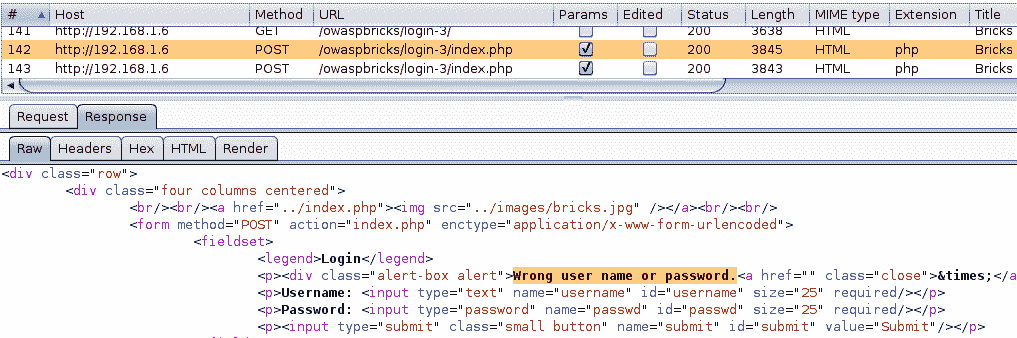 # Host Method URL Params Edited Status Length MIME type Extension Title
141 http://192.168.1.6 GET /owaspbricks/login-3/ 200 3638 HTML Bricks
142 http://192.168.1.6 POST /owaspbricks/login-3/index.php 200 3845 HTML php Bricks
143 http://192.168.1.6 POST /owaspbricks/login-3/index.php 200 3843 HTML php Bricks
Request Response
Raw Headers Hex HTML Render
<div class="row">
<div class="four columns centered">
<br/><br/><a href="../index.php"><img src="../images/bricks.jpg" /></a><br/><br/>
<form method="POST" action="index.php" enctype="application/x-www-form-urlencoded">
<fieldset>
<legend>Login</legend>
<p><div class="alert-box alert">Wrong user name or password.<a href="" class="close">&times;</a
<p>Username: <input type="text" name="username" id="username" size="25" required/></p>
<p>Password: <input type="password" name="passwd" id="passwd" size="25" required/></p>
<p><input type="submit" class="small button" name="submit" id="submit" value="Submit"/></p>